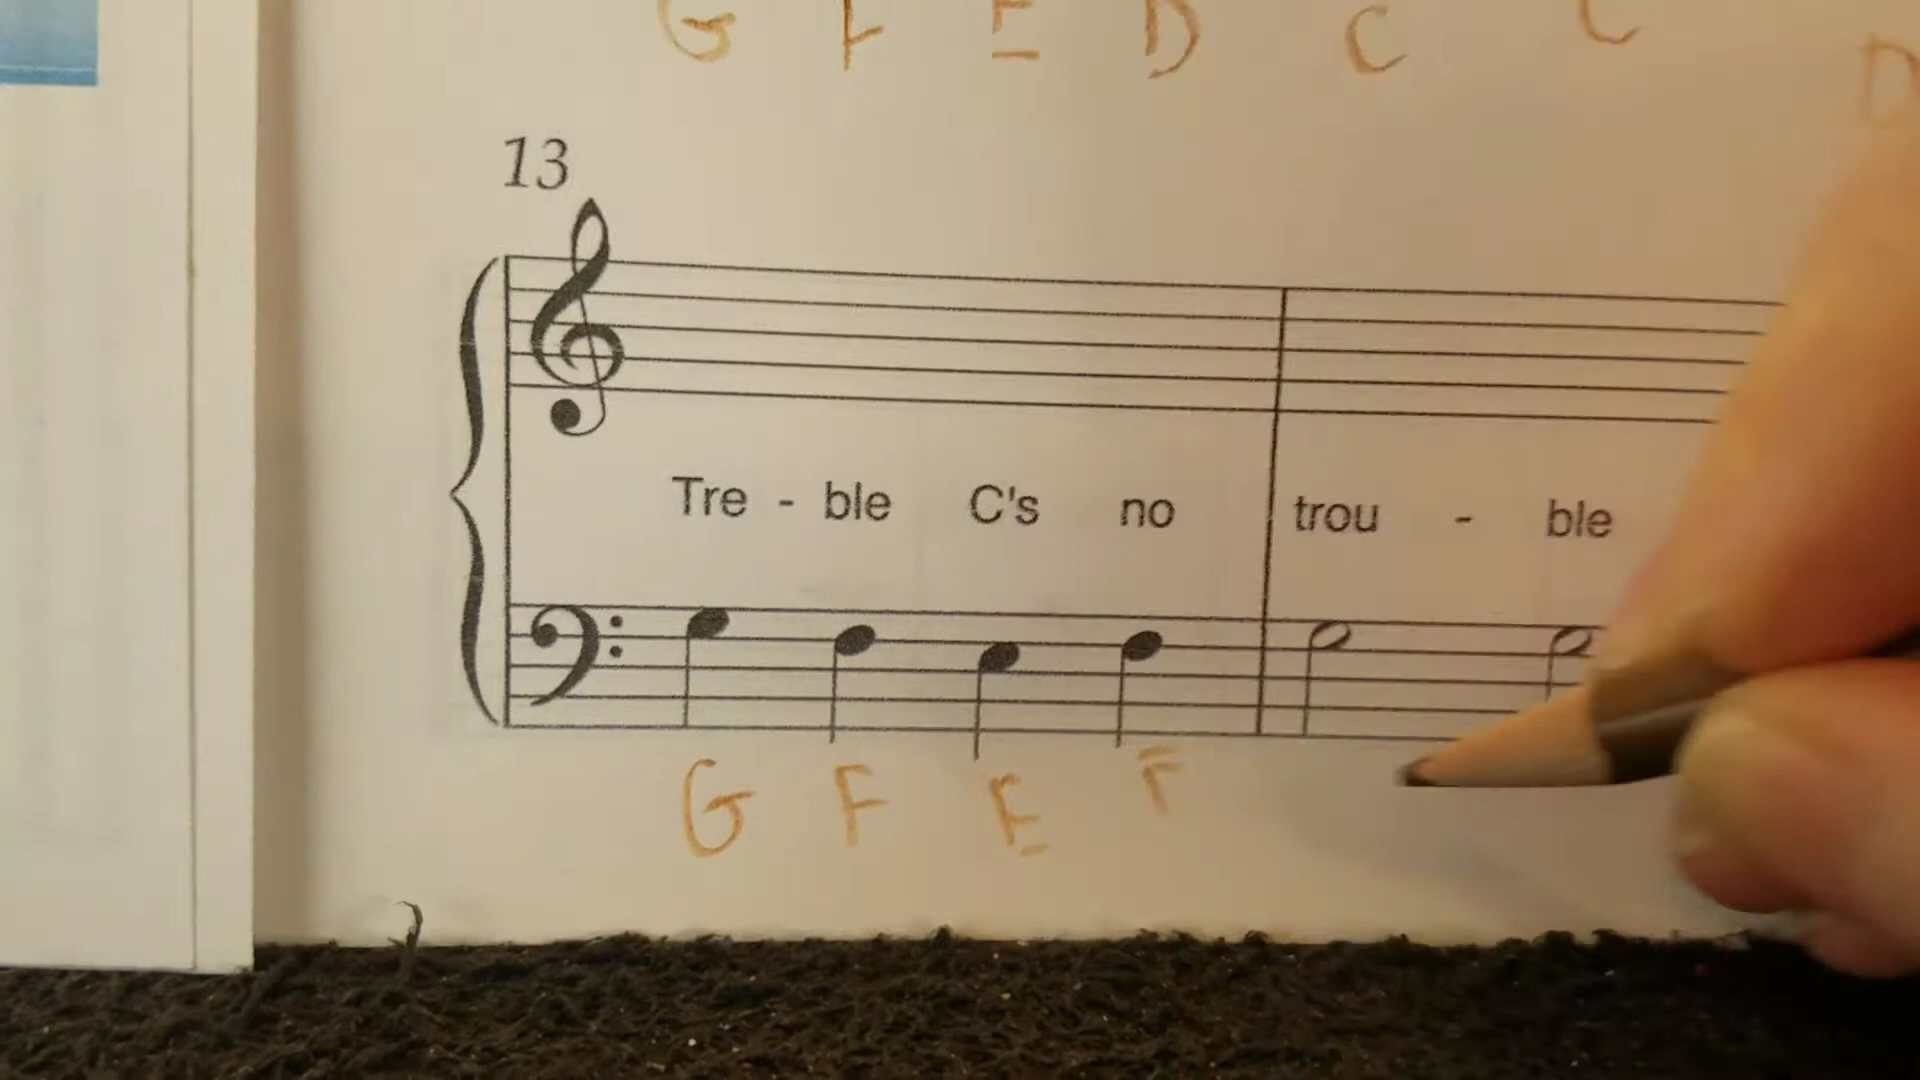 G F E D C C D
13
Tre - ble C's no trou - ble
G F E F